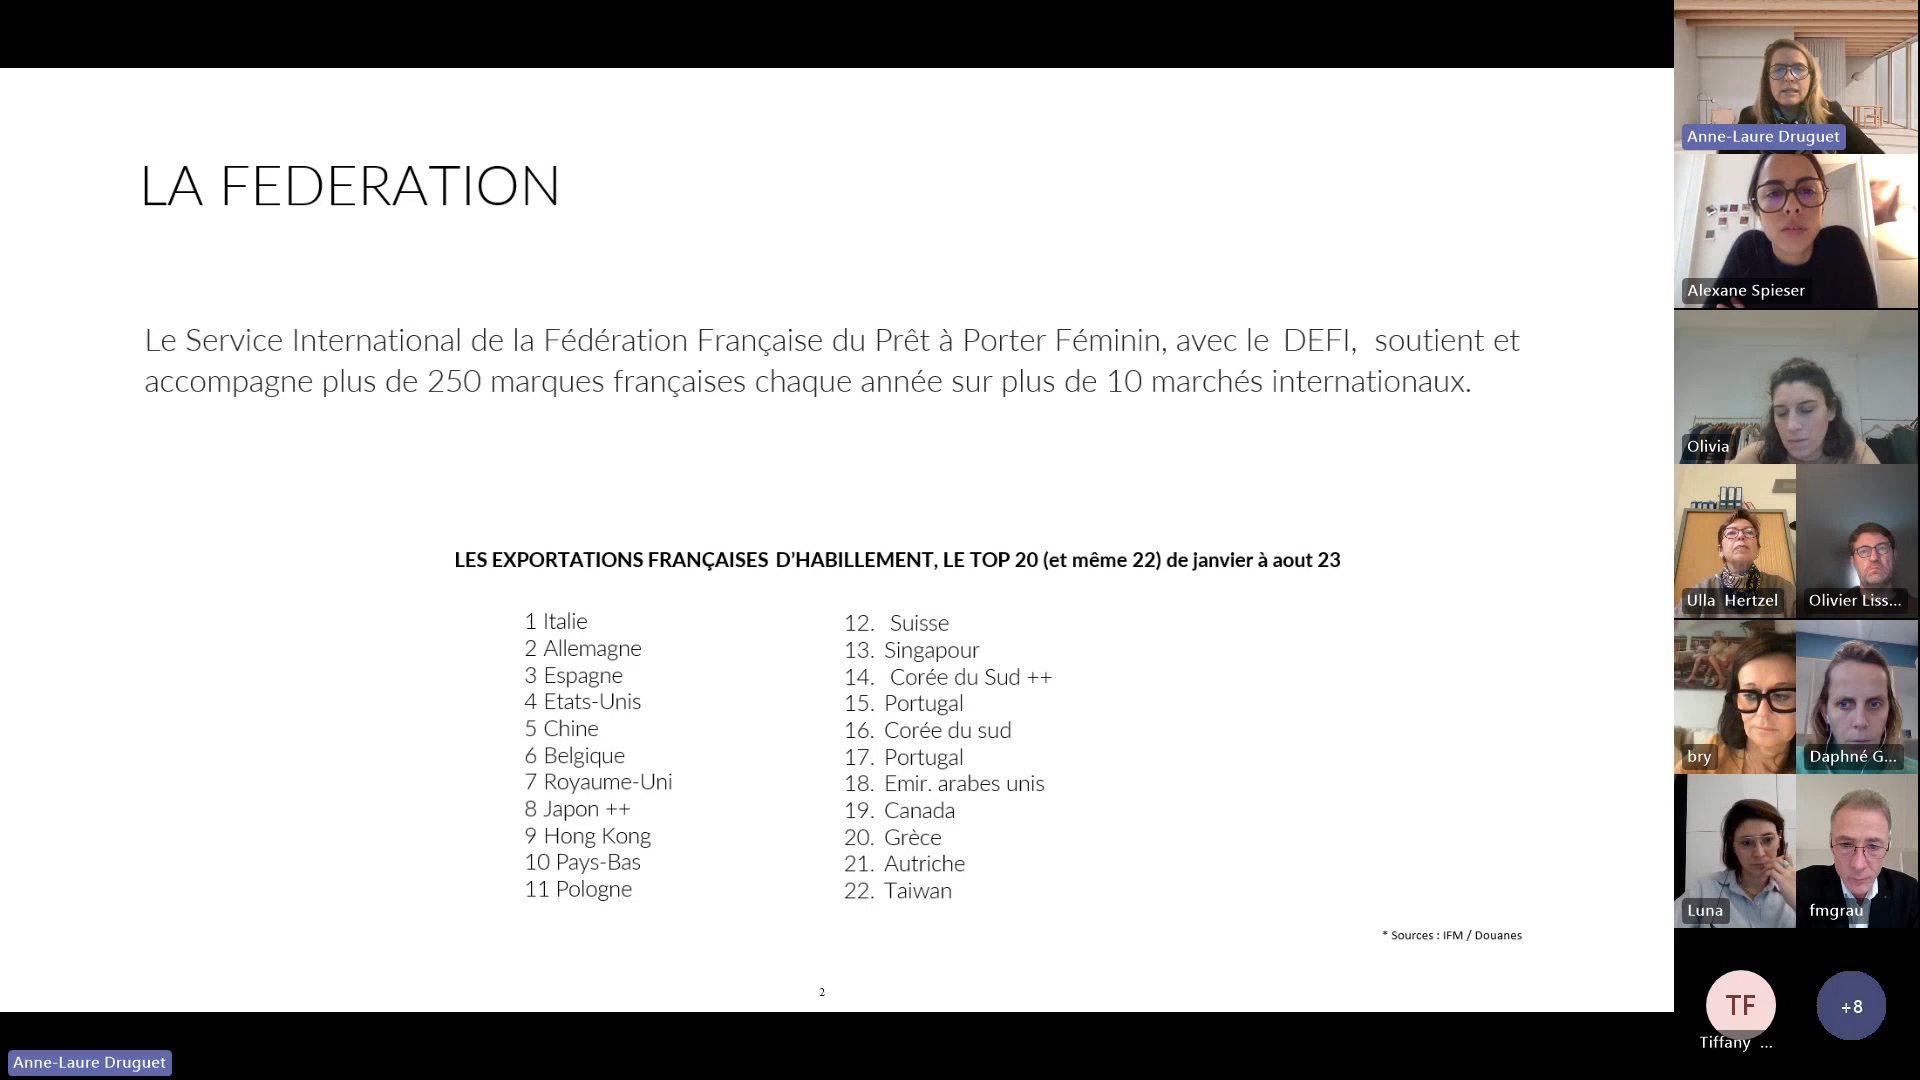 LA FEDERATION
Le Service International de la Fédération Française du Prêt à Porter Féminin, avec le DEFI, soutient et
accompagne plus de 250 marques françaises chaque année sur plus de 10 marchés internationaux.
LES EXPORTATIONS FRANÇAISES D’HABILLEMENT, LE TOP 20 (et même 22) de janvier à aout 23
1 Italie
2 Allemagne
3 Espagne
4 Etats-Unis
5 Chine
6 Belgique
7 Royaume-Uni
8 Japon ++
9 Hong Kong
10 Pays-Bas
11 Pologne
12. Suisse
13. Singapour
14. Corée du Sud ++
15. Portugal
16. Corée du sud
17. Portugal
18. Emir. arabes unis
19. Canada
20. Grèce
21. Autriche
22. Taiwan
* Sources : IFM / Douanes
2
Anne-Laure Druguet
Anne-Laure Druguet
Alexane Spieser
Olivia
Ulla Hertzel
Olivier Liss...
bry
Daphné G...
Luna
fmgrau
TF
Tiffany ...
+8